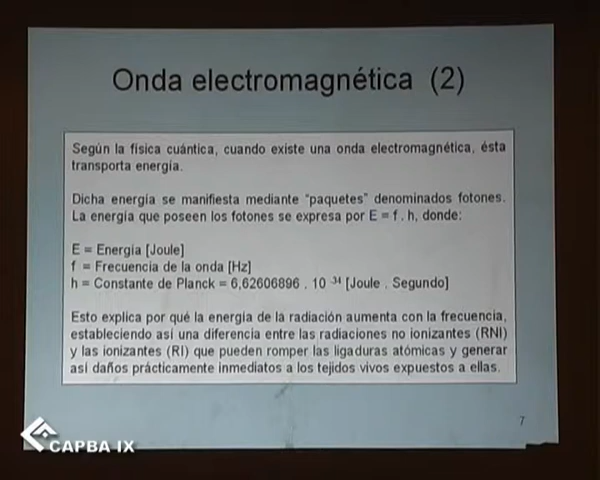 Onda electromagnética (2)
Según la física cuántica, cuando existe una onda electromagnética, ésta
transporta energía.
Dicha energía se manifiesta mediante "paquetes" denominados fotones.
La energía que poseen los fotones se expresa por E = f . h, donde:
E = Energía [Joule]
f = Frecuencia de la onda [Hz]
h = Constante de Planck = 6,62606896 . 10 -34 [Joule . Segundo]
Esto explica por qué la energía de la radiación aumenta con la frecuencia,
estableciendo así una diferencia entre las radiaciones no ionizantes (RNI)
y las ionizantes (RI) que pueden romper las ligaduras atómicas y generar
así daños prácticamente inmediatos a los tejidos vivos expuestos a ellas.
7
CAPBA IX